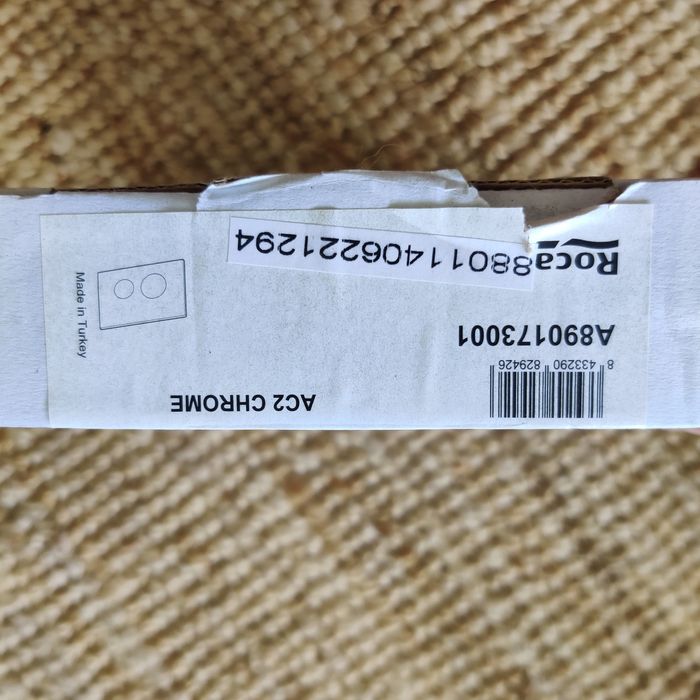 Roca
88011406221294
A890173001
8 433290 829426
AC2 CHROME
Made in Turkey